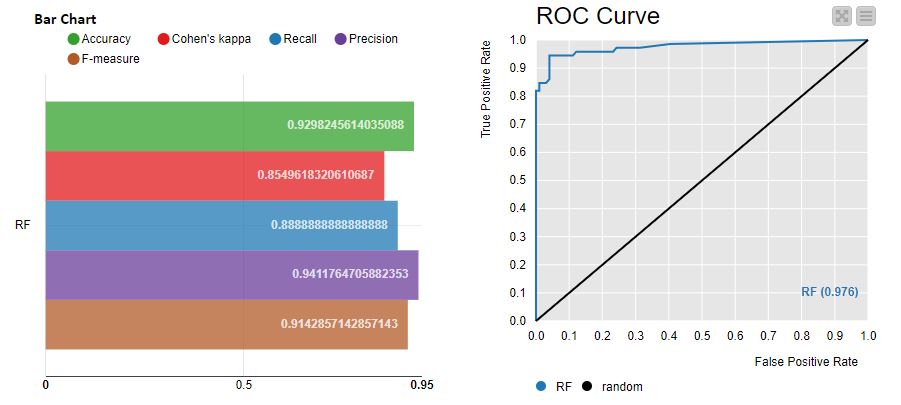 Bar Chart
Accuracy Cohen's kappa Recall Precision
F-measure
RF
0.9298245614035088
0.8549618320610687
0.8888888888888888
0.9411764705882353
0.9142857142857143
0 0.5 0.95
ROC Curve
True Positive Rate
1.0
0.9
0.8
0.7
0.6
0.5
0.4
0.3
0.2
0.1
0.0
RF (0.976)
0.0 0.1 0.2 0.3 0.4 0.5 0.6 0.7 0.8 0.9 1.0
False Positive Rate
RF random